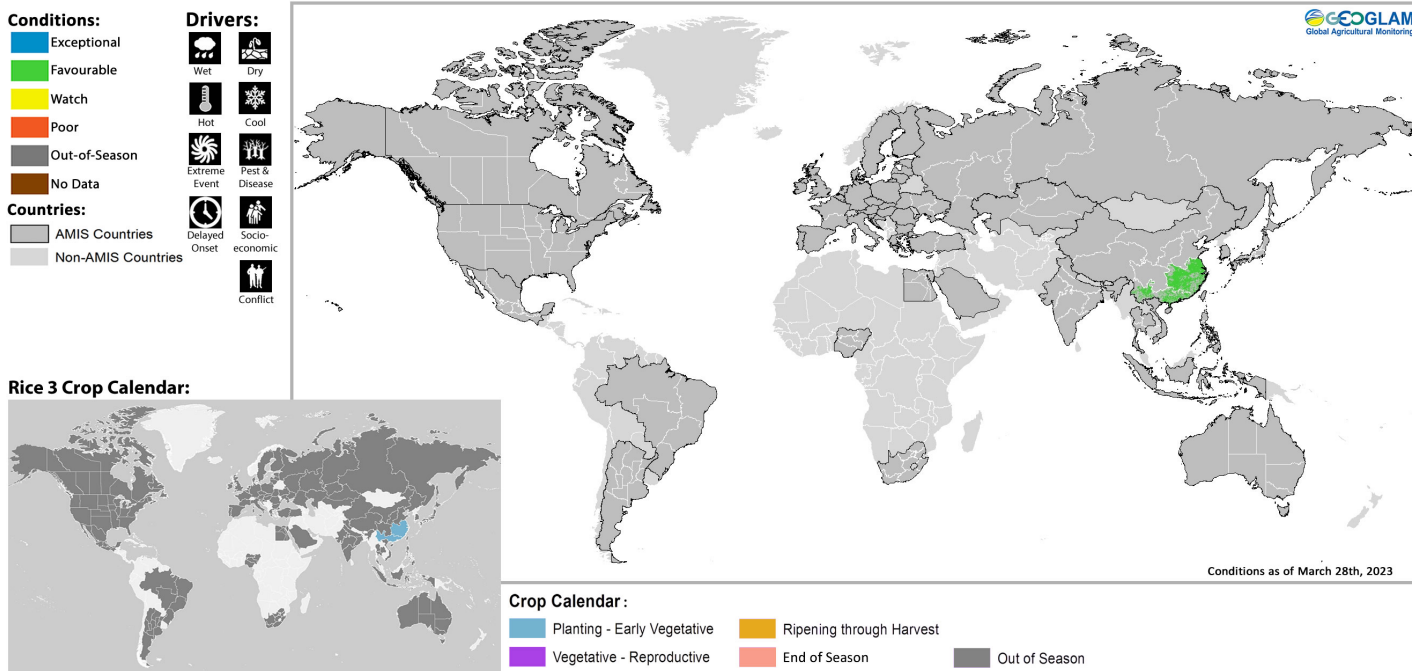 Conditions:
Exceptional
Favourable
Watch
Poor
Out-of-Season
No Data
Countries:
AMIS Countries
Non-AMIS Countries
Drivers:
Wet
Dry
Hot
Cool
Extreme
Event
Pest &
Disease
Delayed
Onset
Socio-
economic
Conflict
GEOGLAM
Global Agricultural Monitoring
Conditions as of March 28th, 2023
Rice 3 Crop Calendar:
Crop Calendar :
Planting - Early Vegetative
Ripening through Harvest
Vegetative - Reproductive
End of Season
Out of Season